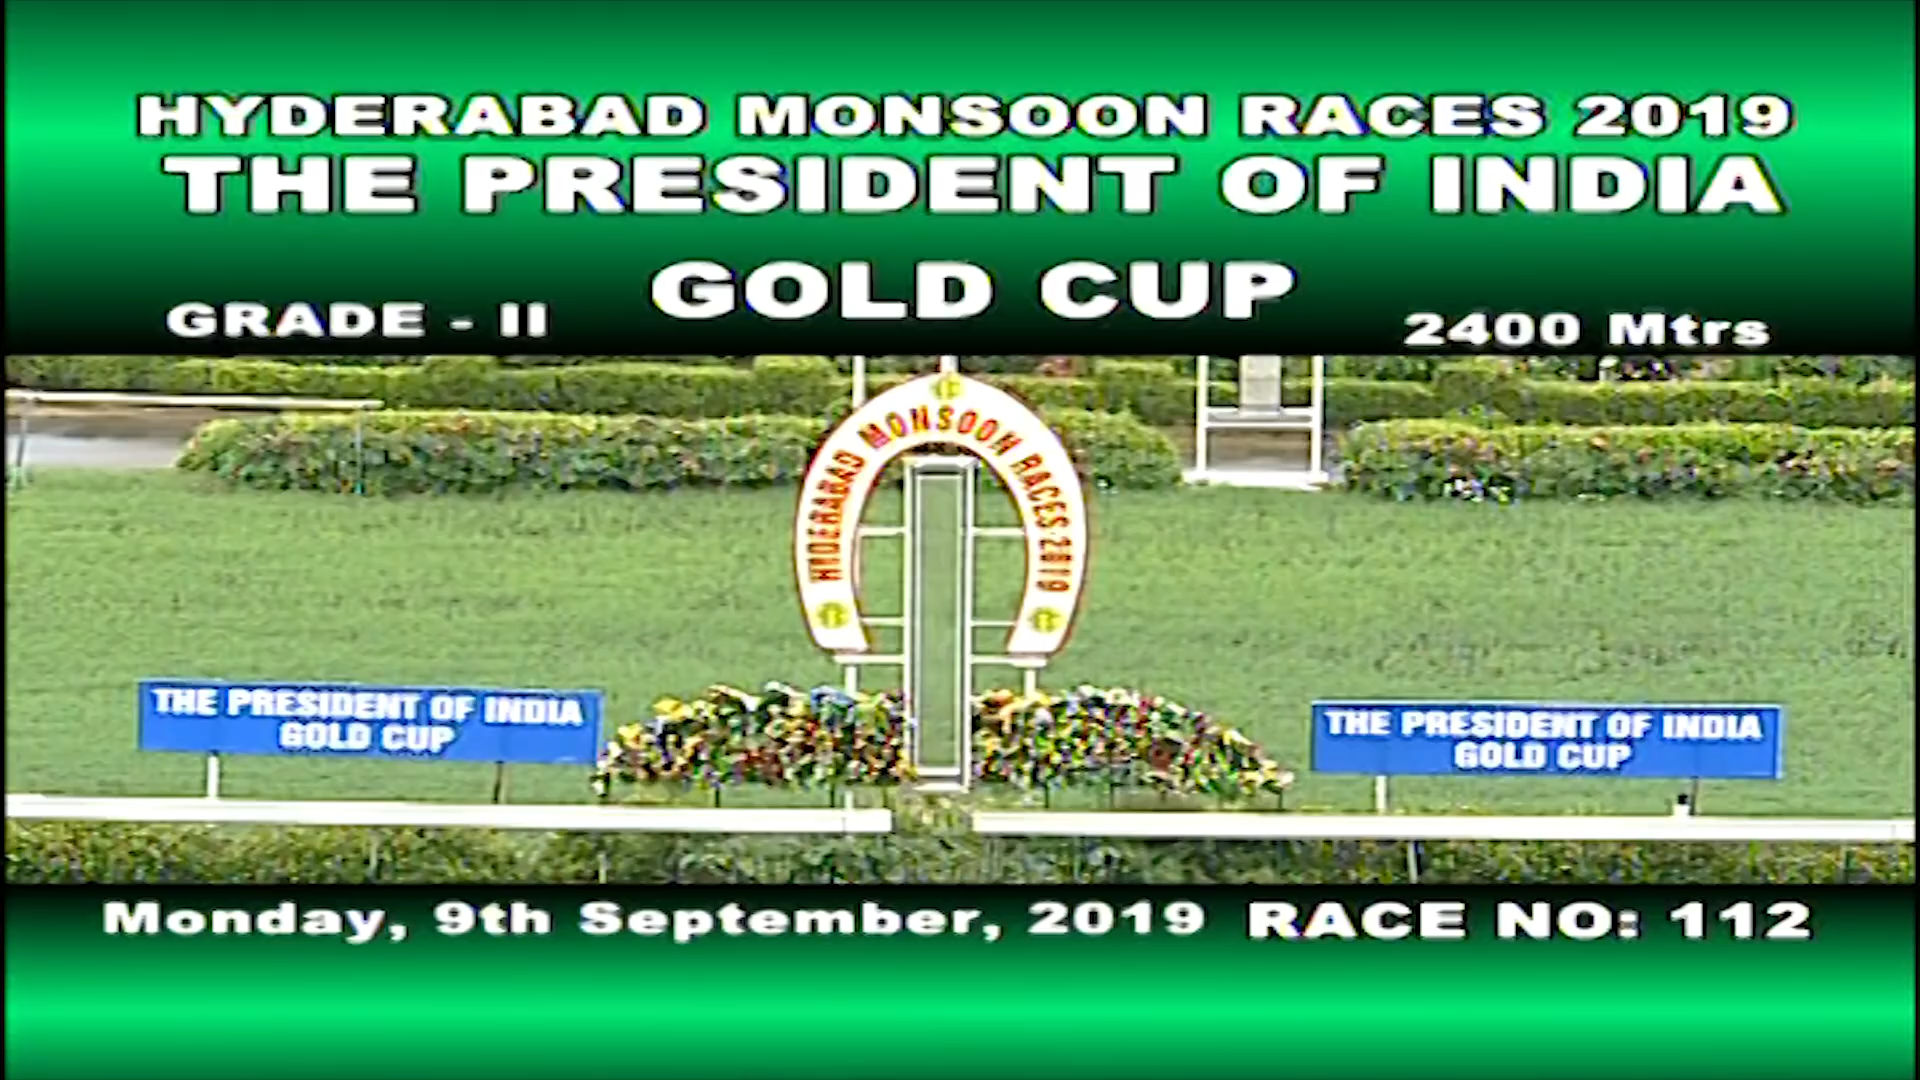 HYDERABAD MONSOON RACES 2019
THE PRESIDENT OF INDIA
GOLD CUP
GRADE - II
2400 Mtrs
HYDERABAD MONSOON RACES-2019
THE PRESIDENT OF INDIA
GOLD CUP
THE PRESIDENT OF INDIA
GOLD CUP
Monday, 9th September, 2019 RACE NO: 112